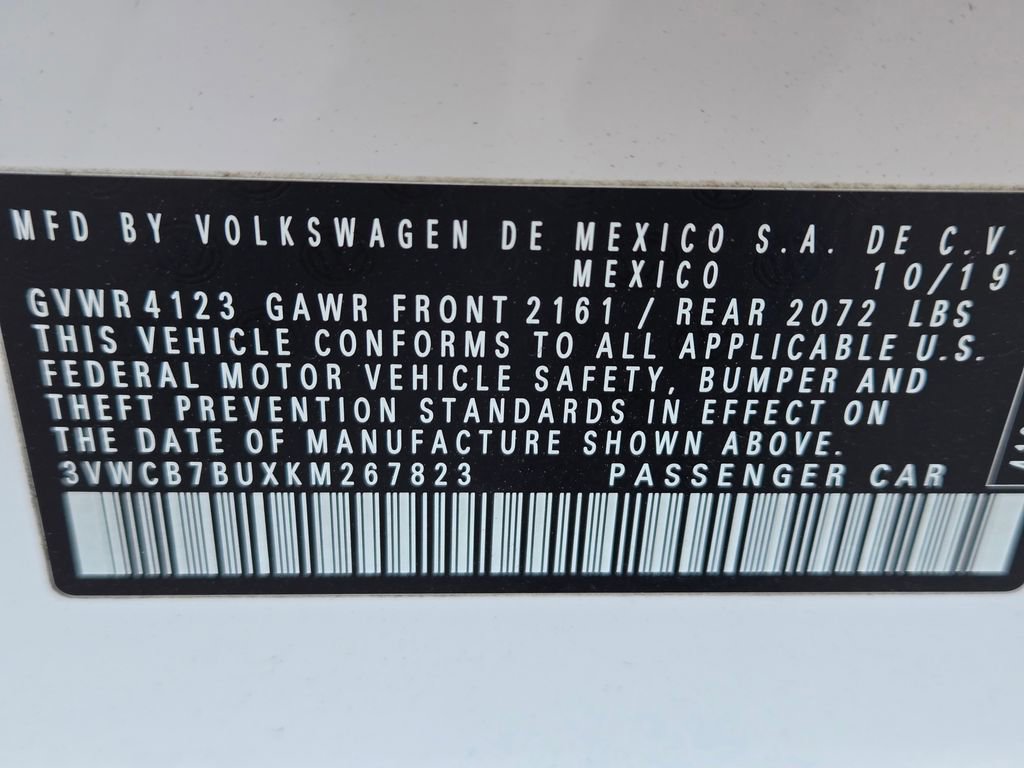 MFD BY VOLKSWAGEN DE MEXICO S.A. DE C.V.
MEXICO 10/19
GVWR 4123 GAWR FRONT 2161 / REAR 2072 LBS
THIS VEHICLE CONFORMS TO ALL APPLICABLE U.S.
FEDERAL MOTOR VEHICLE SAFETY, BUMPER AND
THEFT PREVENTION STANDARDS IN EFFECT ON
THE DATE OF MANUFACTURE SHOWN ABOVE.
3VWCB7BUXKM267823 PASSENGER CAR